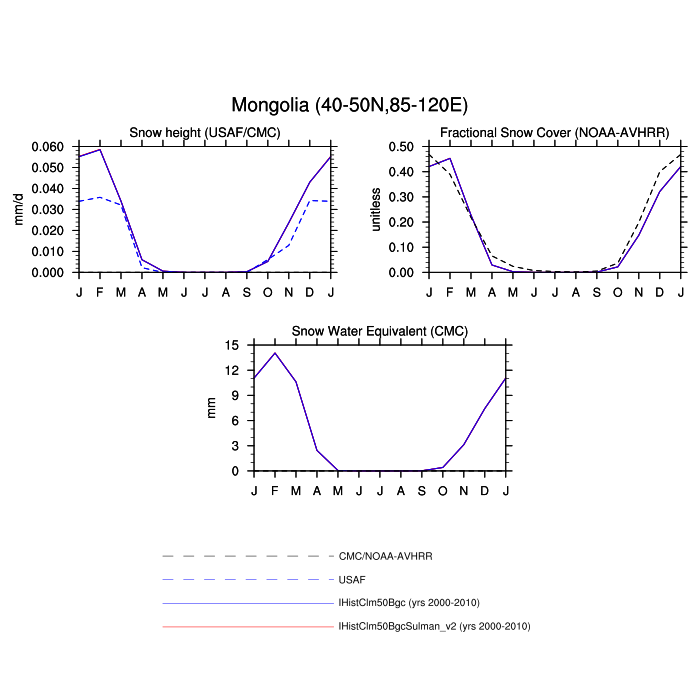 Mongolia (40-50N,85-120E)
Snow height (USAF/CMC)
mm/d
0.060
0.050
0.040
0.030
0.020
0.010
0.000
J F M A M J J A S O N D J
Fractional Snow Cover (NOAA-AVHRR)
unitless
0.50
0.40
0.30
0.20
0.10
0.00
J F M A M J J A S O N D J
Snow Water Equivalent (CMC)
mm
15
12
9
6
3
0
J F M A M J J A S O N D J
CMC/NOAA-AVHRR
USAF
IHistClm50Bgc (yrs 2000-2010)
IHistClm50BgcSulman_v2 (yrs 2000-2010)